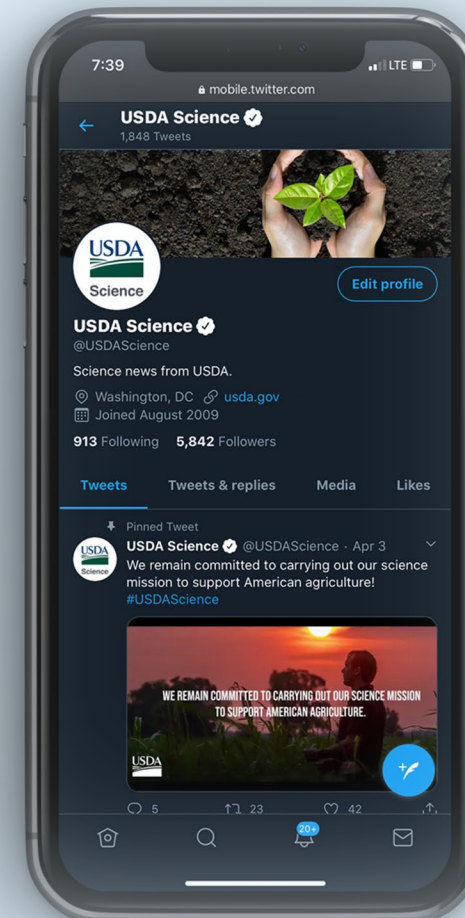 7:39
LTE
mobile.twitter.com
USDA Science
1,848 Tweets
USDA
Science
Edit profile
USDA Science
@USDAScience
Science news from USDA.
Washington, DC usda.gov
Joined August 2009
913 Following 5,842 Followers
Tweets Tweets & replies Media Likes
Pinned Tweet
USDA Science @USDAScience · Apr 3
USDA
Science
We remain committed to carrying out our science
mission to support American agriculture!
#USDAScience
WE REMAIN COMMITTED TO CARRYING OUT OUR SCIENCE MISSION
TO SUPPORT AMERICAN AGRICULTURE.
USDA
5 23 42
20+